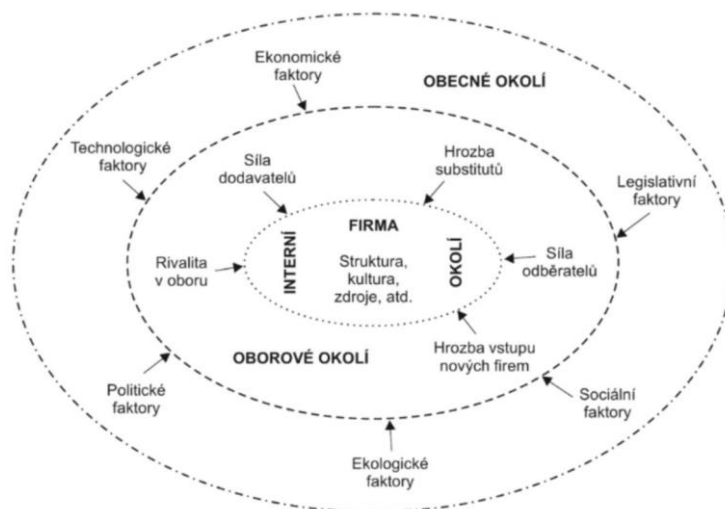 Ekonomické
faktory
OBECNÉ OKOLÍ
Technologické
faktory
Síla
dodavatelů
Hrozba
substitutů
Legislativní
faktory
FIRMA
INTERNÍ
OKOLÍ
Struktura,
kultura,
zdroje, atd.
Rivalita
v oboru
Síla
odběratelů
OBOROVÉ OKOLÍ
Hrozba vstupu
nových firem
Politické
faktory
Sociální
faktory
Ekologické
faktory